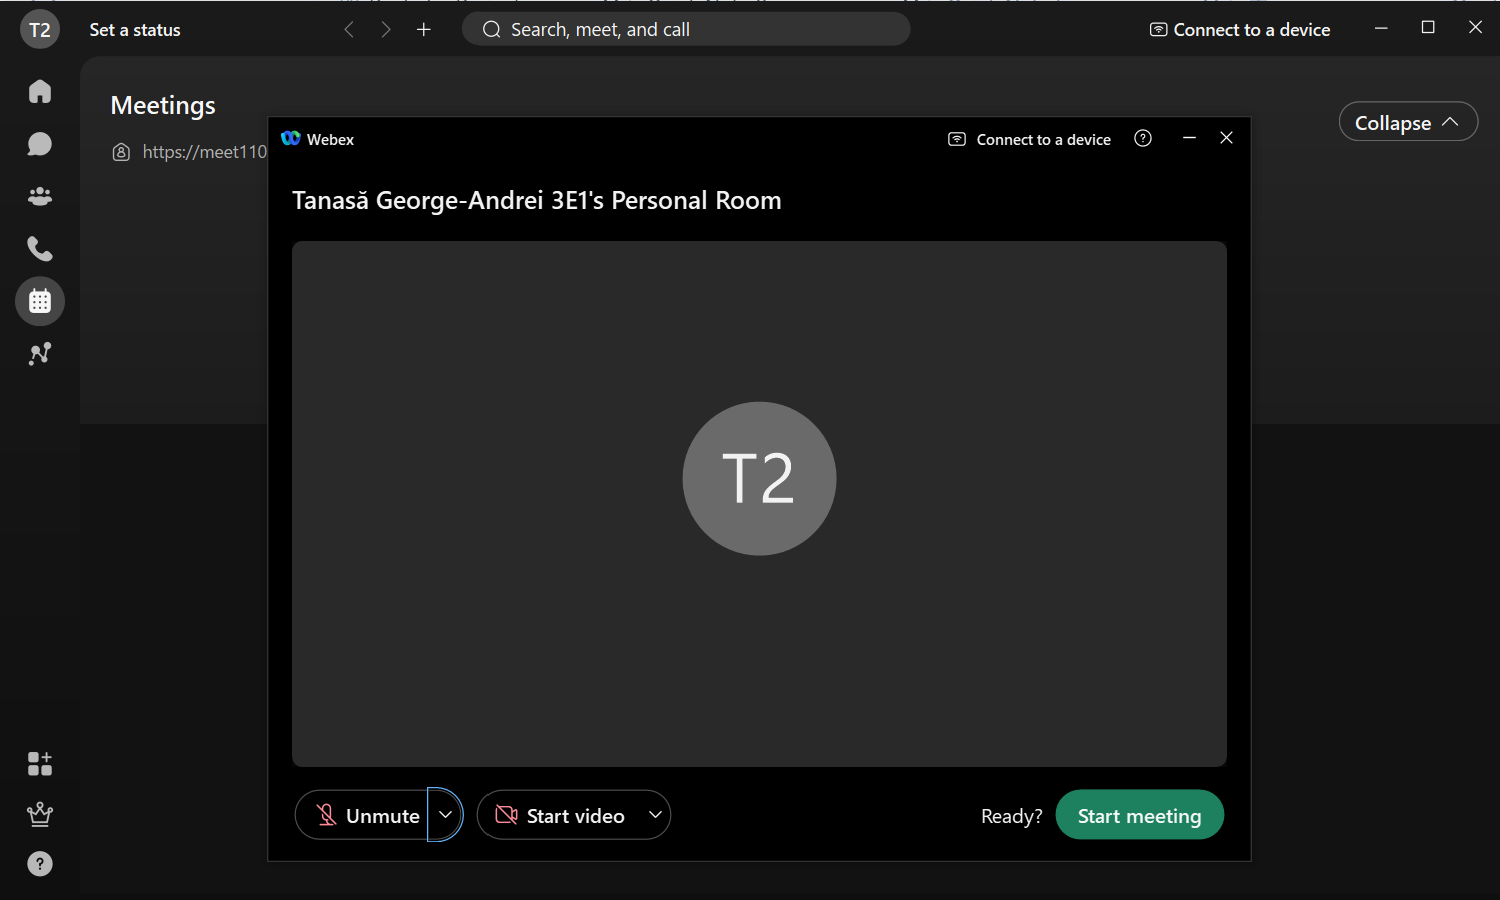 T2
Set a status
Search, meet, and call
Connect to a device
Meetings
https://meet110
Collapse
Webex
Connect to a device
Tanasă George-Andrei 3E1's Personal Room
T2
Unmute
Start video
Ready?
Start meeting